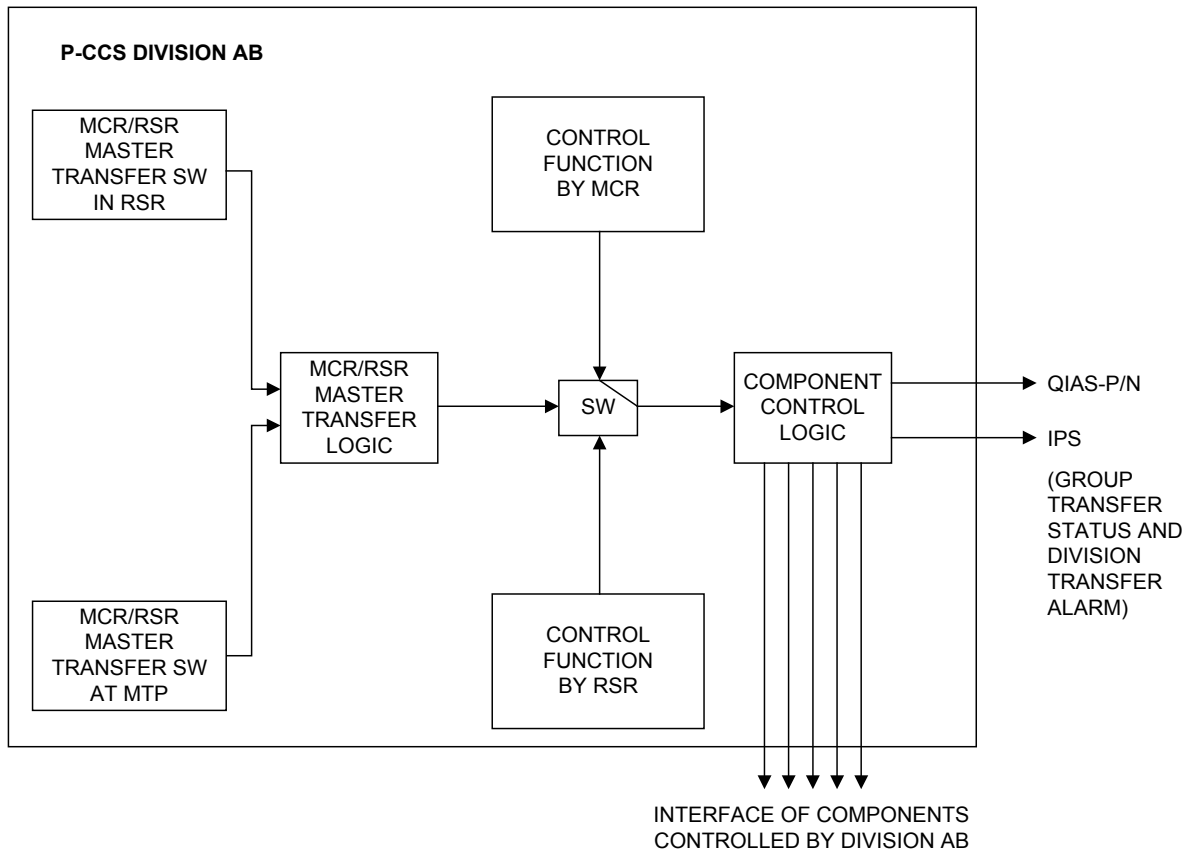 P-CCS DIVISION AB
MCR/RSR
MASTER
TRANSFER SW
IN RSR
CONTROL
FUNCTION
BY MCR
MCR/RSR
MASTER
TRANSFER
LOGIC
SW
COMPONENT
CONTROL
LOGIC
QIAS-P/N
IPS
(GROUP
TRANSFER
STATUS AND
DIVISION
TRANSFER
ALARM)
MCR/RSR
MASTER
TRANSFER SW
AT MTP
CONTROL
FUNCTION
BY RSR
INTERFACE OF COMPONENTS
CONTROLLED BY DIVISION AB